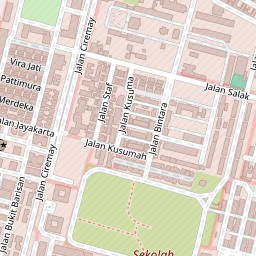 Jalan Ciremay
Vira Jati
Pattimura
Merdeka
Jalan Jayakarta
Jalan Staf
Jalan Kusuma
Jalan Bintara
Jalan Salak
Jalan Kusumah
Jalan Ciremay
Jalan Bukit Barisan
Sekolah